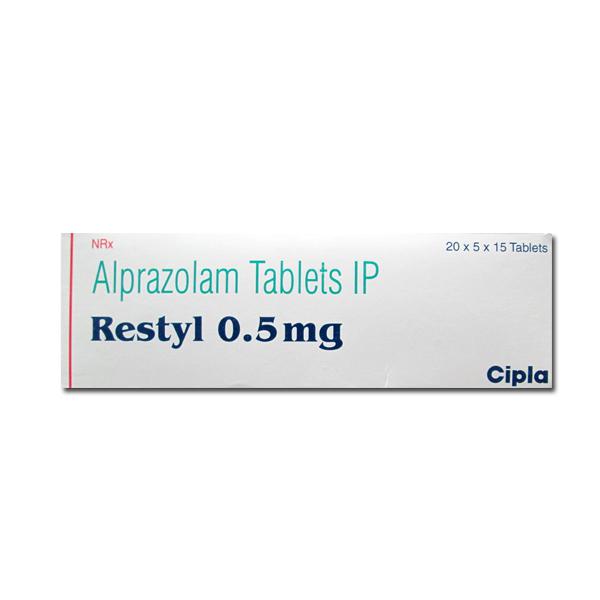 NRx
20 x 5 x 15 Tablets
Alprazolam Tablets IP
Restyl 0.5mg
Cipla